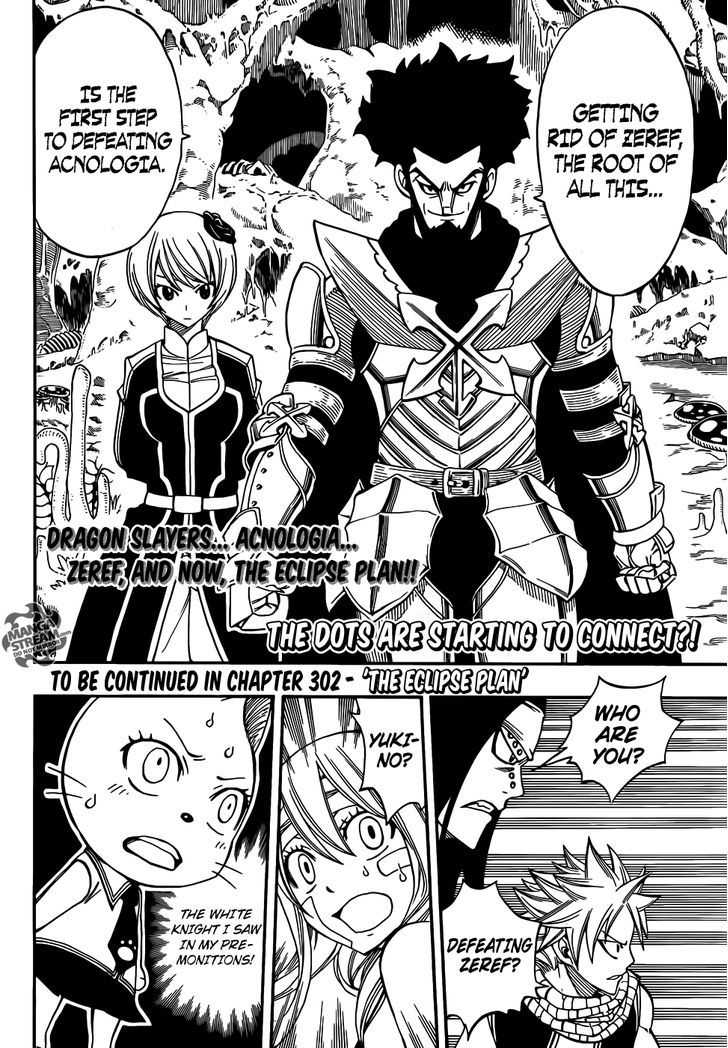 GETTING
RID OF ZEREF,
THE ROOT OF
ALL THIS...
IS THE
FIRST STEP
TO DEFEATING
ACNOLOGIA.
DRAGON SLAYERS... ACNOLOGIA...
ZEREF, AND NOW, THE ECLIPSE PLAN!!
THE DOTS ARE STARTING TO CONNECT?!
MANGA
STREAM
TO BE CONTINUED IN CHAPTER 302 - 'THE ECLIPSE PLAN'
WHO
ARE
YOU?
DEFEATING
ZEREF?
YUKI-
NO?
THE WHITE
KNIGHT I SAW
IN MY PRE-
MONITIONS!